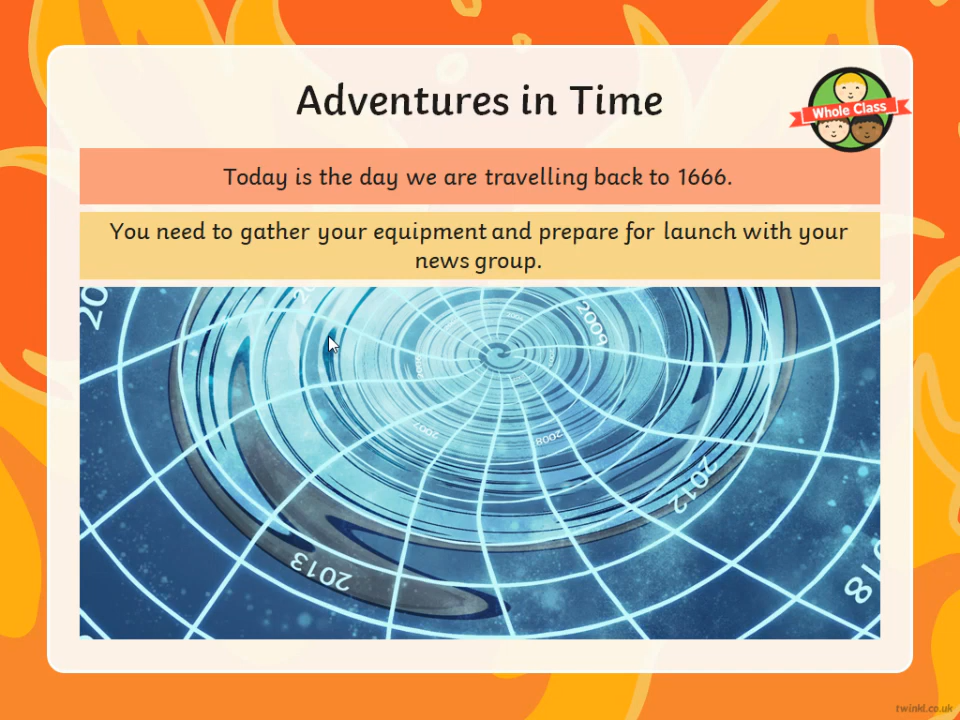 Adventures in Time
Whole Class
Today is the day we are travelling back to 1666.
You need to gather your equipment and prepare for launch with your
news group.
2009
2007
2008
2012
2013
twinkl.co.uk